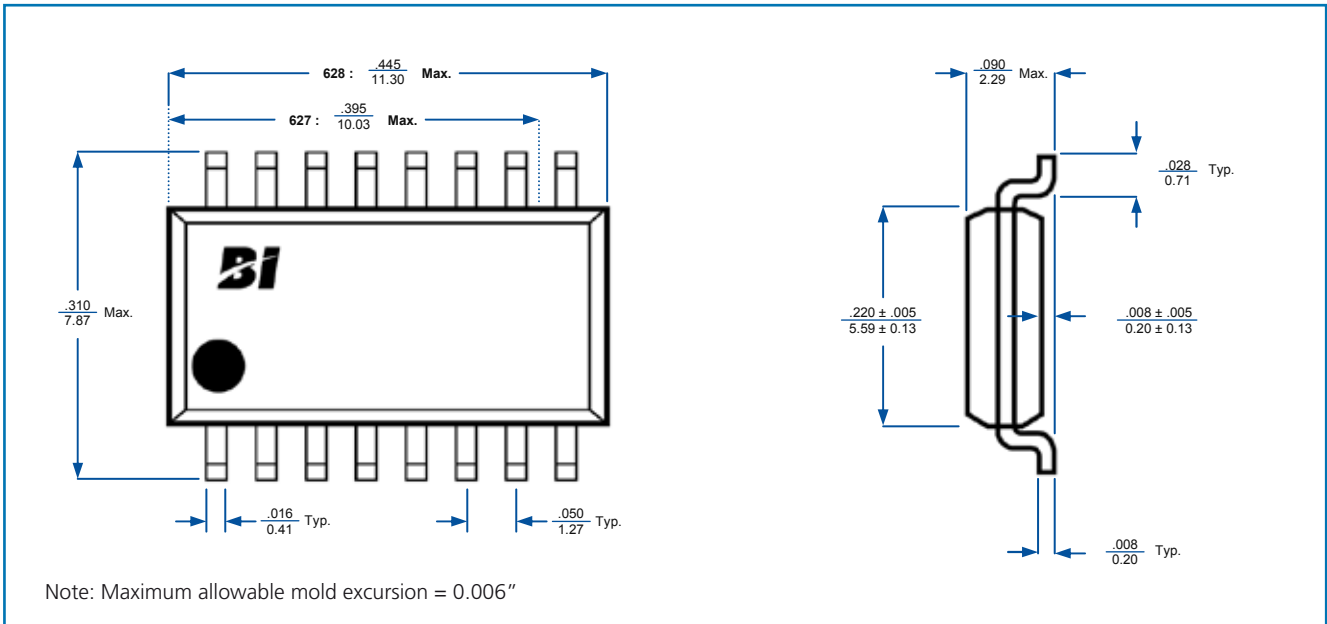 628 : .445 Max.
11.30
627 : .395 Max.
10.03
.090 Max.
2.29
.028 Typ.
0.71
BI
.310 Max.
7.87
.220 ± .005
5.59 ± 0.13
.008 ± .005
0.20 ± 0.13
.016 Typ.
0.41
.050 Typ.
1.27
.008 Typ.
0.20
Note: Maximum allowable mold excursion = 0.006”